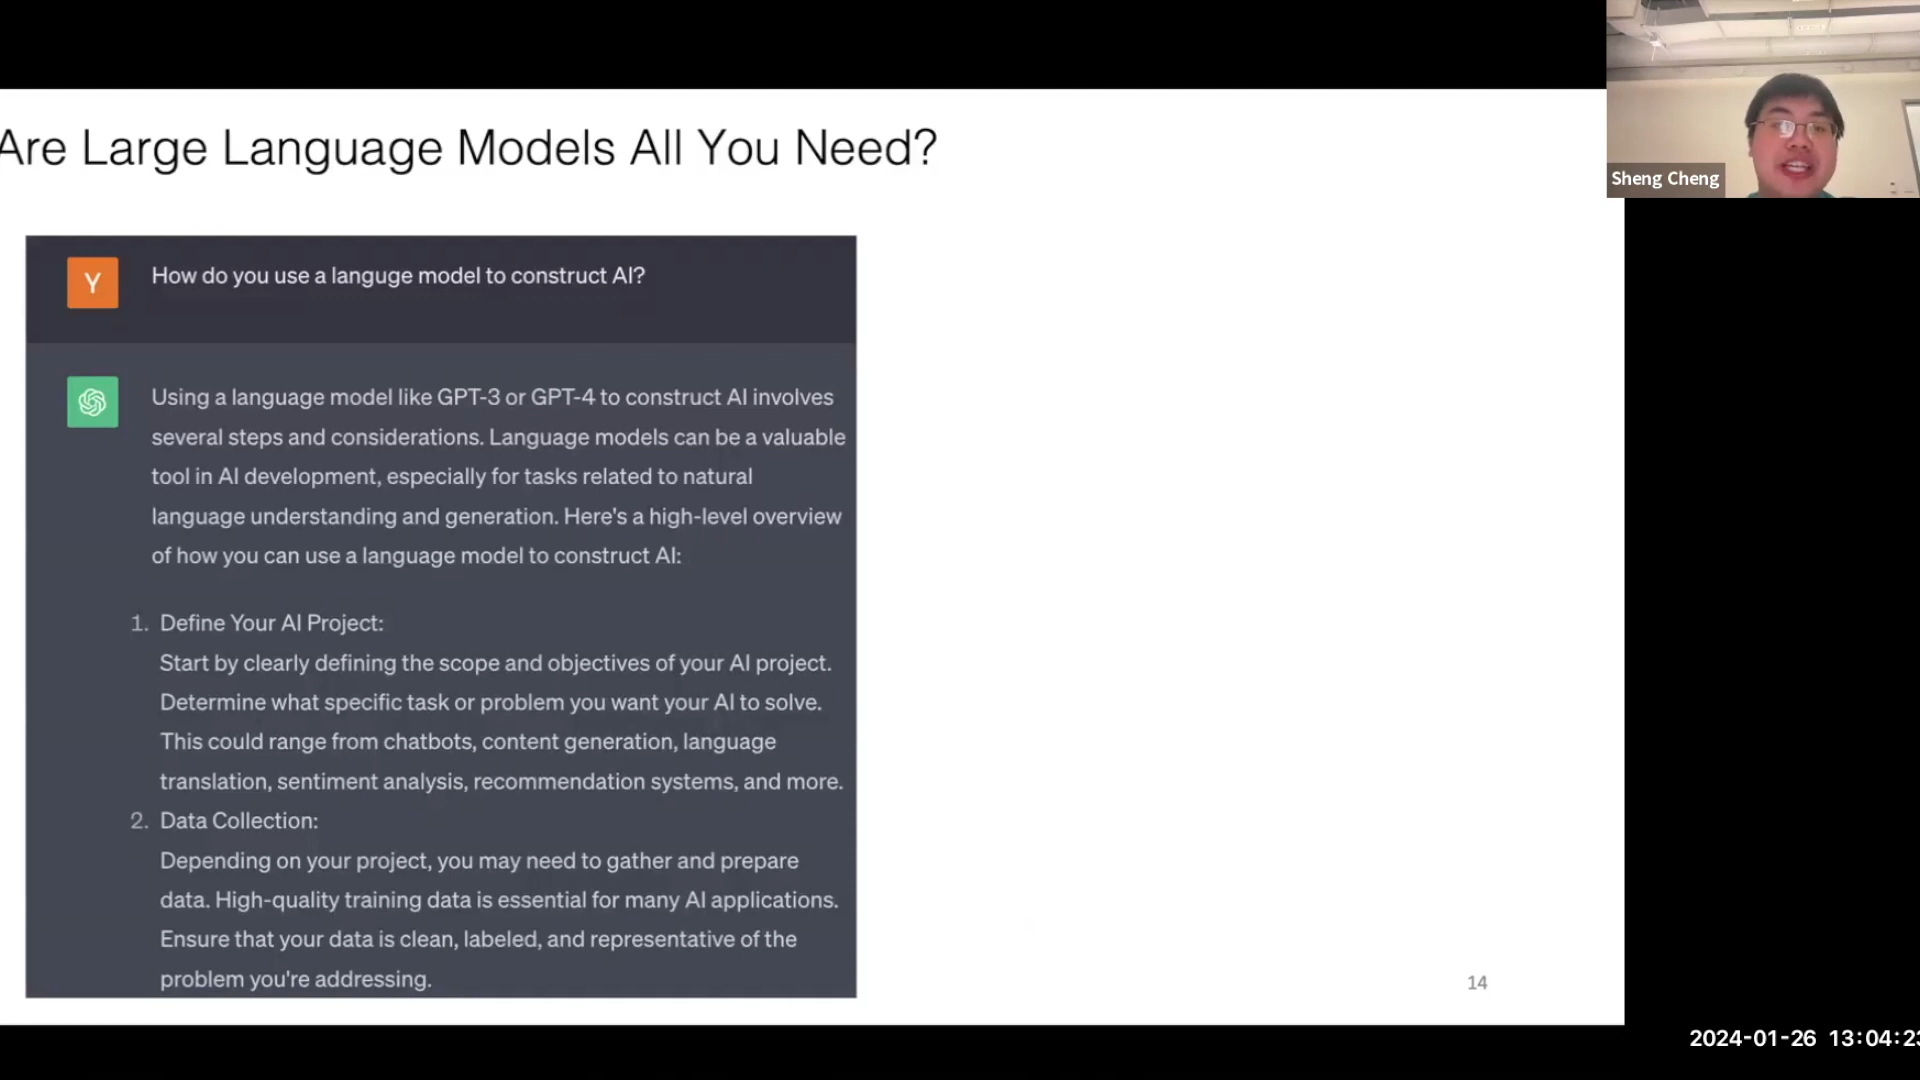 Are Large Language Models All You Need?
Sheng Cheng
Y
How do you use a languge model to construct AI?
Using a language model like GPT-3 or GPT-4 to construct AI involves
several steps and considerations. Language models can be a valuable
tool in AI development, especially for tasks related to natural
language understanding and generation. Here's a high-level overview
of how you can use a language model to construct AI:
1. Define Your AI Project:
Start by clearly defining the scope and objectives of your AI project.
Determine what specific task or problem you want your AI to solve.
This could range from chatbots, content generation, language
translation, sentiment analysis, recommendation systems, and more.
2. Data Collection:
Depending on your project, you may need to gather and prepare
data. High-quality training data is essential for many AI applications.
Ensure that your data is clean, labeled, and representative of the
problem you're addressing.
14
2024-01-26 13:04:23